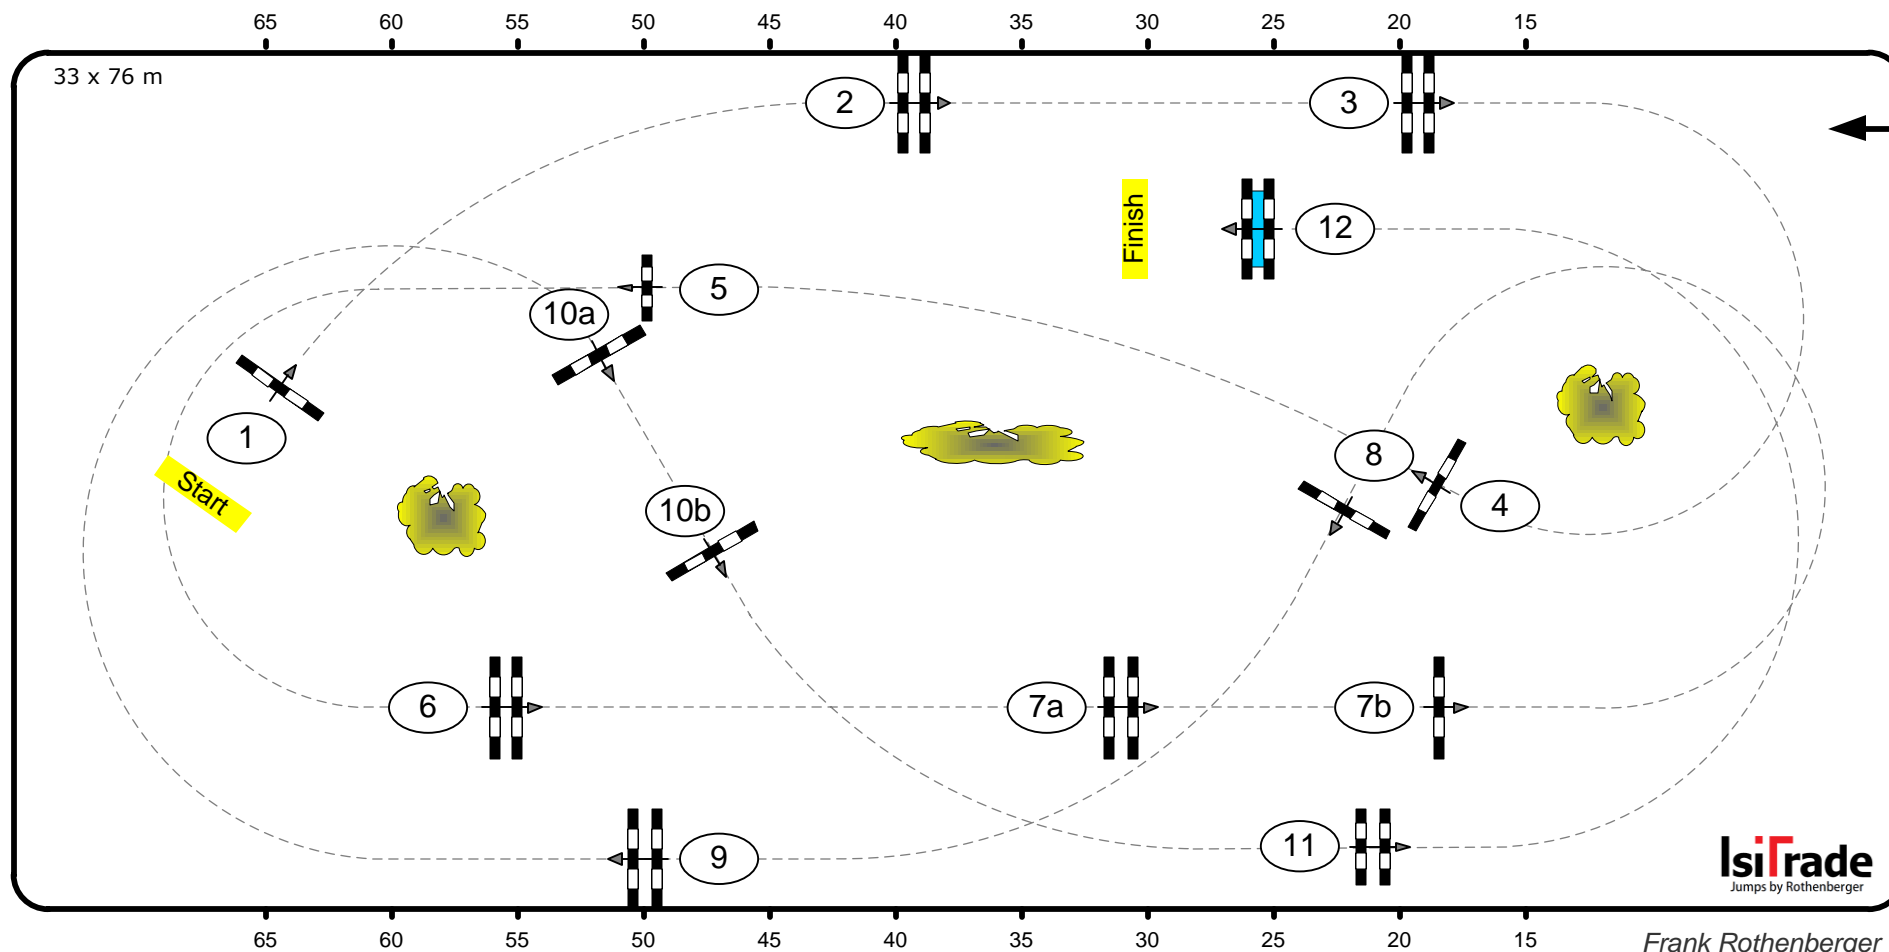 65 60 55 50 45 40 35 30 25 20 15
33 x 76 m
2 3
Finish 12
5
10a
1
8
Start
10b 4
6 7a 7b
11
9
IsiTrade
Jumps by Rothenberger
65 60 55 50 45 40 35 30 25 20 15
Frank Rothenberger